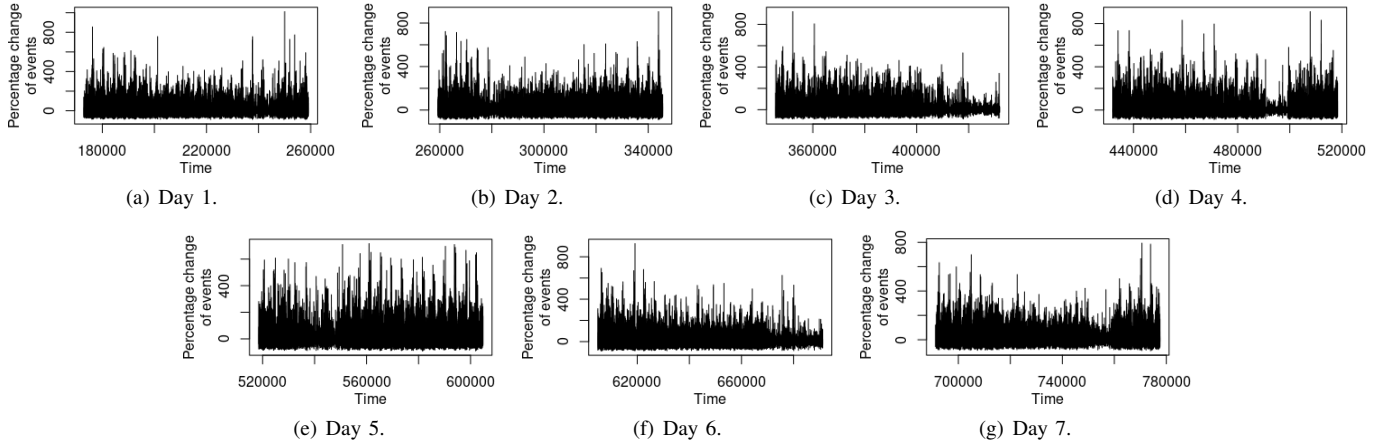 Percentage change
of events
0 400 800
180000 220000 260000
Time
(a) Day 1.
Percentage change
of events
0 400 800
260000 300000 340000
Time
(b) Day 2.
Percentage change
of events
0 400 800
360000 400000
Time
(c) Day 3.
Percentage change
of events
0 400 800
440000 480000 520000
Time
(d) Day 4.
Percentage change
of events
0 400
520000 560000 600000
Time
(e) Day 5.
Percentage change
of events
0 400 800
620000 660000
Time
(f) Day 6.
Percentage change
of events
0 400 800
700000 740000 780000
Time
(g) Day 7.